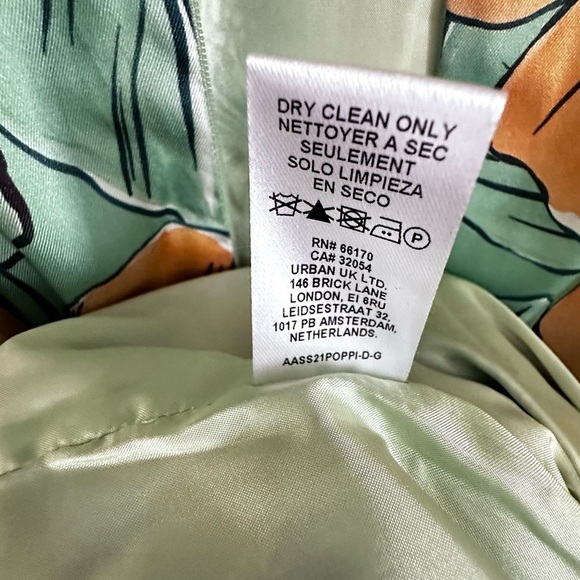 DRY CLEAN ONLY
NETTOYER A SEC
SEULEMENT
SOLO LIMPIEZA
EN SECO
P
RN# 66170
CA# 32054
URBAN UK LTD.
146 BRICK LANE
LONDON, EI 6RU
LEIDSESTRAAT 32,
1017 PB AMSTERDAM,
NETHERLANDS.
AASS21POPPI-D-G